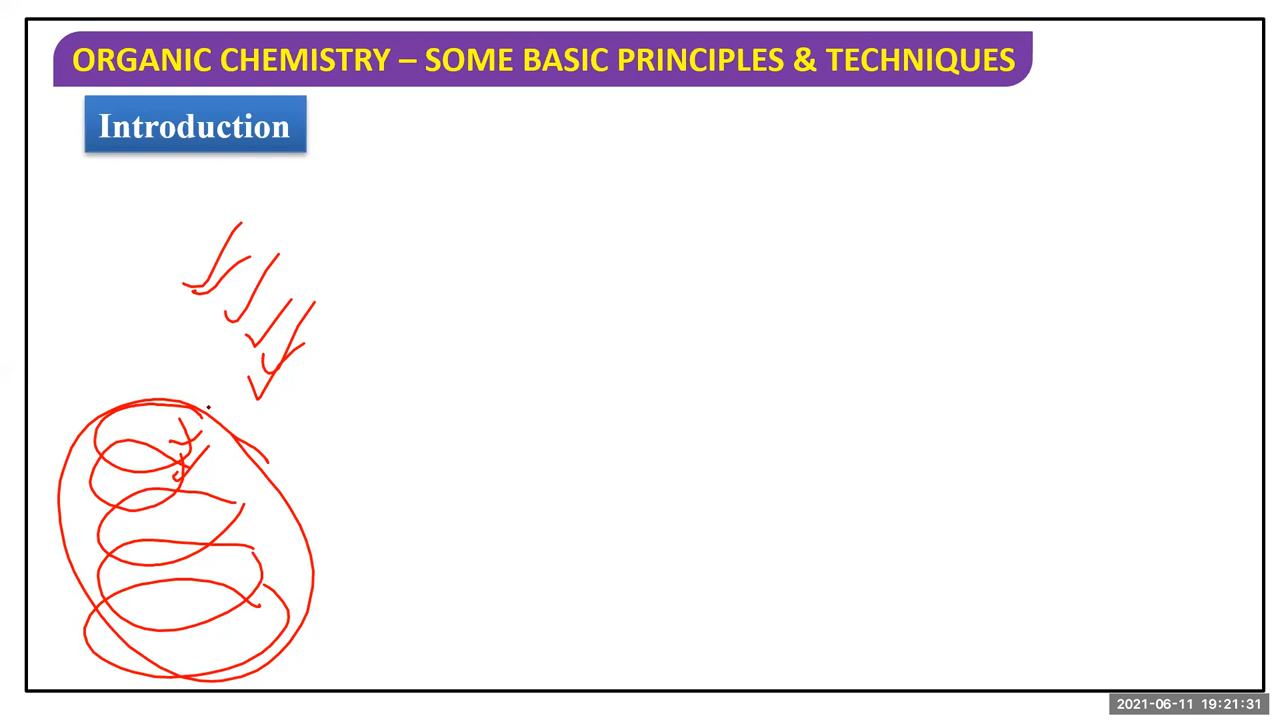 ORGANIC CHEMISTRY – SOME BASIC PRINCIPLES & TECHNIQUES
Introduction
2021-06-11 19:21:31